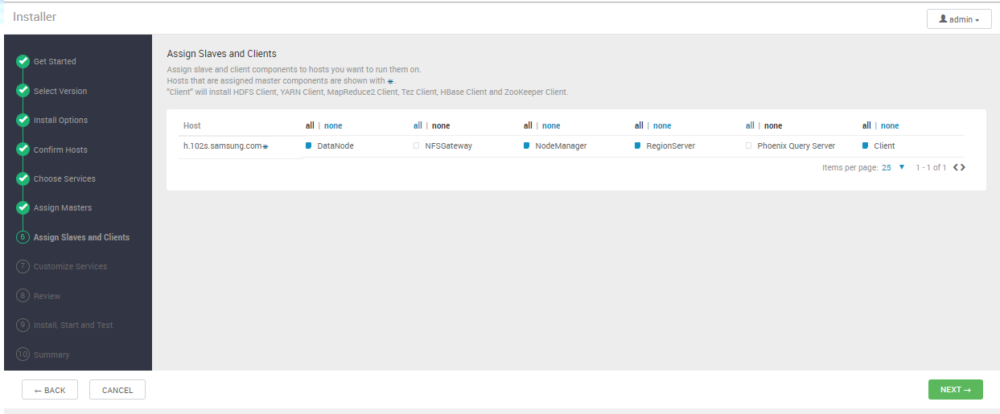 Installer
admin
Get Started
Select Version
Install Options
Confirm Hosts
Choose Services
Assign Masters
6 Assign Slaves and Clients
7 Customize Services
8 Review
9 Install, Start and Test
10 Summary
Assign Slaves and Clients
Assign slave and client components to hosts you want to run them on.
Hosts that are assigned master components are shown with ✳.
"Client" will install HDFS Client, YARN Client, MapReduce2 Client, Tez Client, HBase Client and ZooKeeper Client.
Host all | none all | none all | none all | none all | none all | none
h.102s.samsung.com✳ DataNode NFSGateway NodeManager RegionServer Phoenix Query Server Client
Items per page: 25 1 - 1 of 1
← BACK CANCEL NEXT →